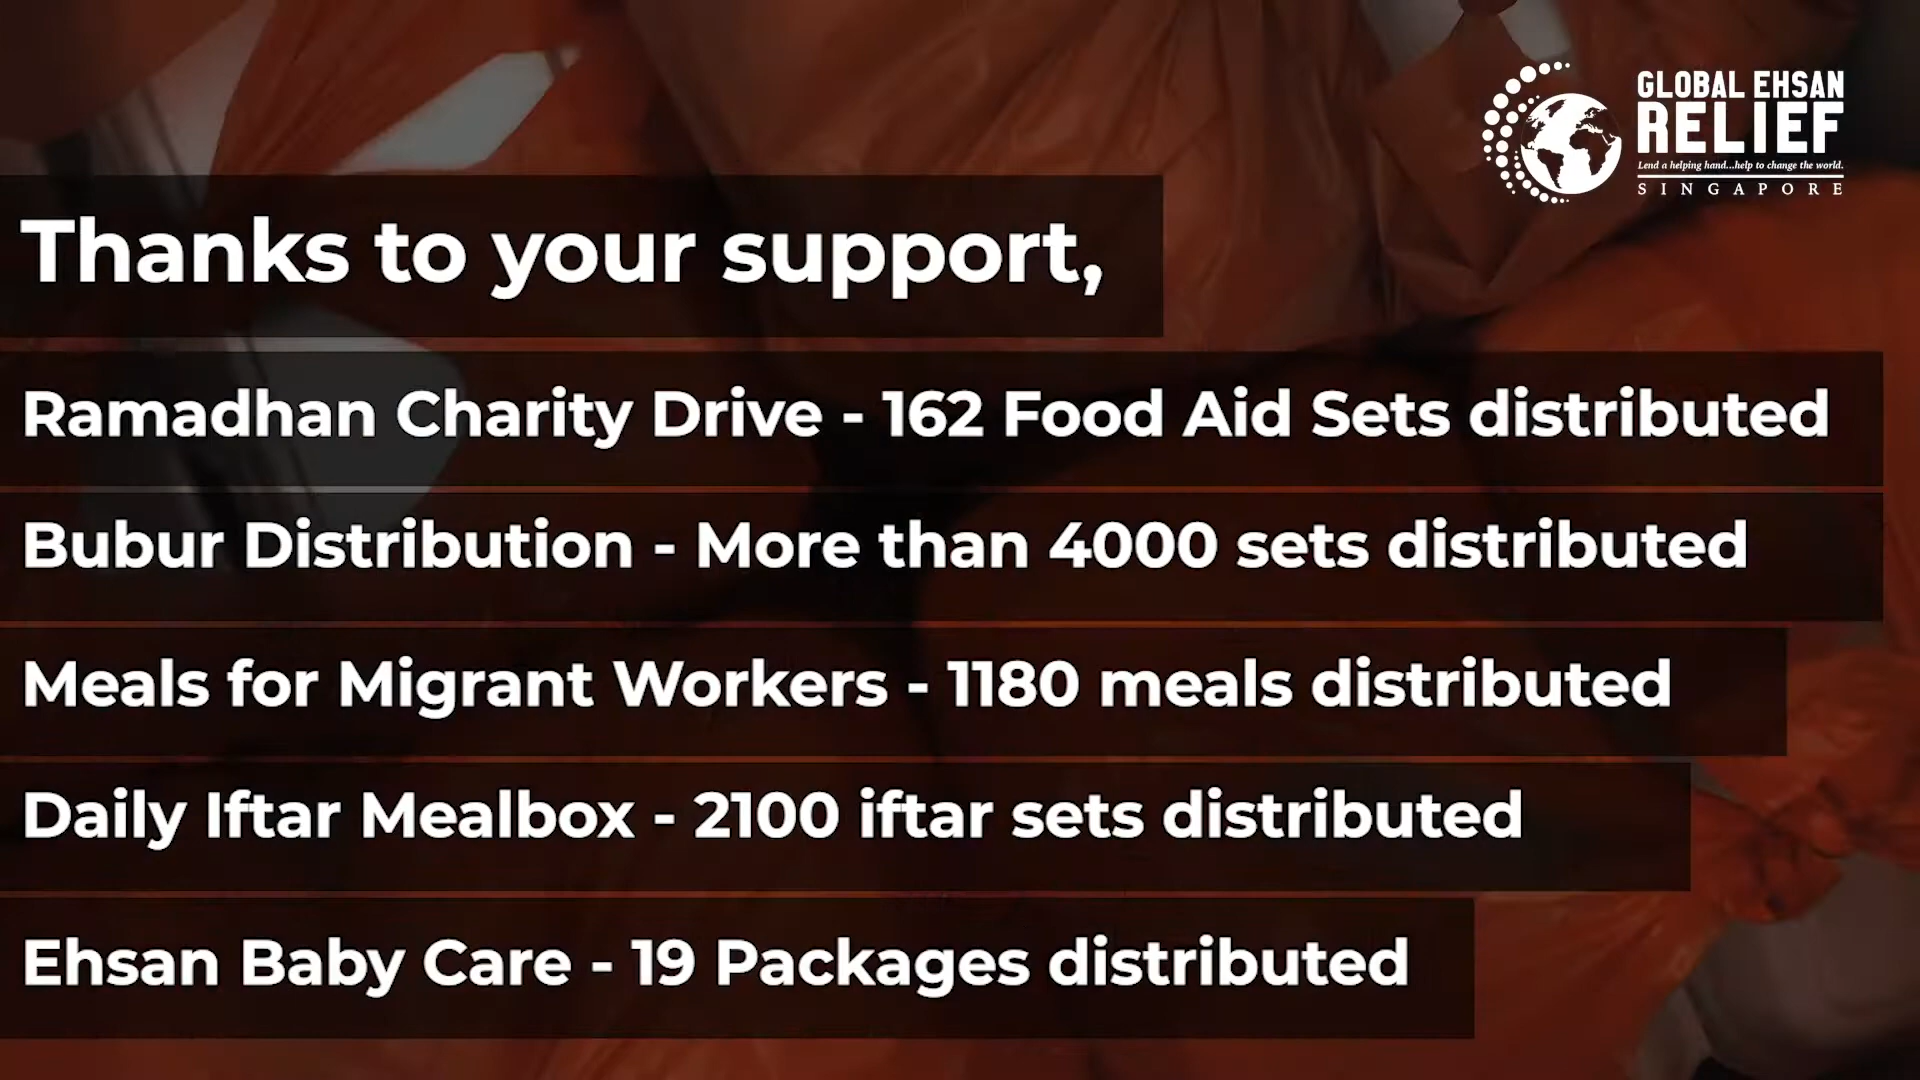 GLOBAL EHSAN
RELIEF
Lend a helping hand...help to change the world.
SINGAPORE
Thanks to your support,
Ramadhan Charity Drive - 162 Food Aid Sets distributed
Bubur Distribution - More than 4000 sets distributed
Meals for Migrant Workers - 1180 meals distributed
Daily Iftar Mealbox - 2100 iftar sets distributed
Ehsan Baby Care - 19 Packages distributed